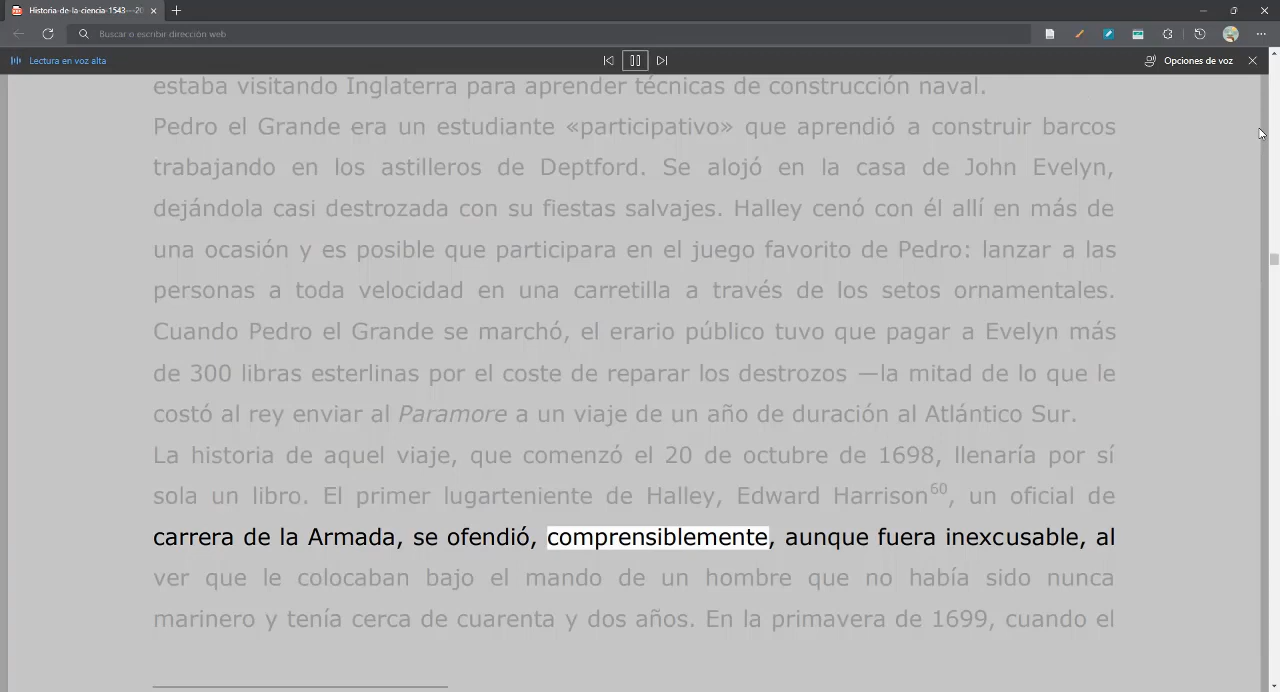 Historia-de-la-ciencia-1543---20
Buscar o escribir dirección web
Lectura en voz alta
Opciones de voz
estaba visitando Inglaterra para aprender técnicas de construcción naval.
Pedro el Grande era un estudiante «participativo» que aprendió a construir barcos
trabajando en los astilleros de Deptford. Se alojó en la casa de John Evelyn,
dejándola casi destrozada con su fiestas salvajes. Halley cenó con él allí en más de
una ocasión y es posible que participara en el juego favorito de Pedro: lanzar a las
personas a toda velocidad en una carretilla a través de los setos ornamentales.
Cuando Pedro el Grande se marchó, el erario público tuvo que pagar a Evelyn más
de 300 libras esterlinas por el coste de reparar los destrozos —la mitad de lo que le
costó al rey enviar al Paramore a un viaje de un año de duración al Atlántico Sur.
La historia de aquel viaje, que comenzó el 20 de octubre de 1698, llenaría por sí
sola un libro. El primer lugarteniente de Halley, Edward Harrison60, un oficial de
carrera de la Armada, se ofendió, comprensiblemente, aunque fuera inexcusable, al
ver que le colocaban bajo el mando de un hombre que no había sido nunca
marinero y tenía cerca de cuarenta y dos años. En la primavera de 1699, cuando el